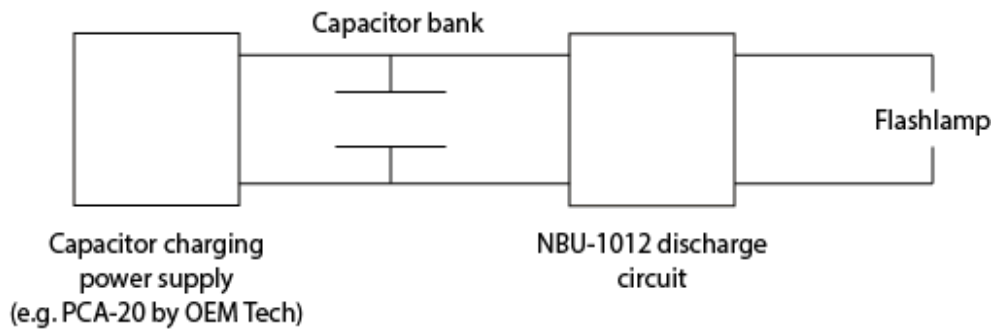 Capacitor bank
Flashlamp
Capacitor charging
power supply
(e.g. PCA-20 by OEM Tech)
NBU-1012 discharge
circuit